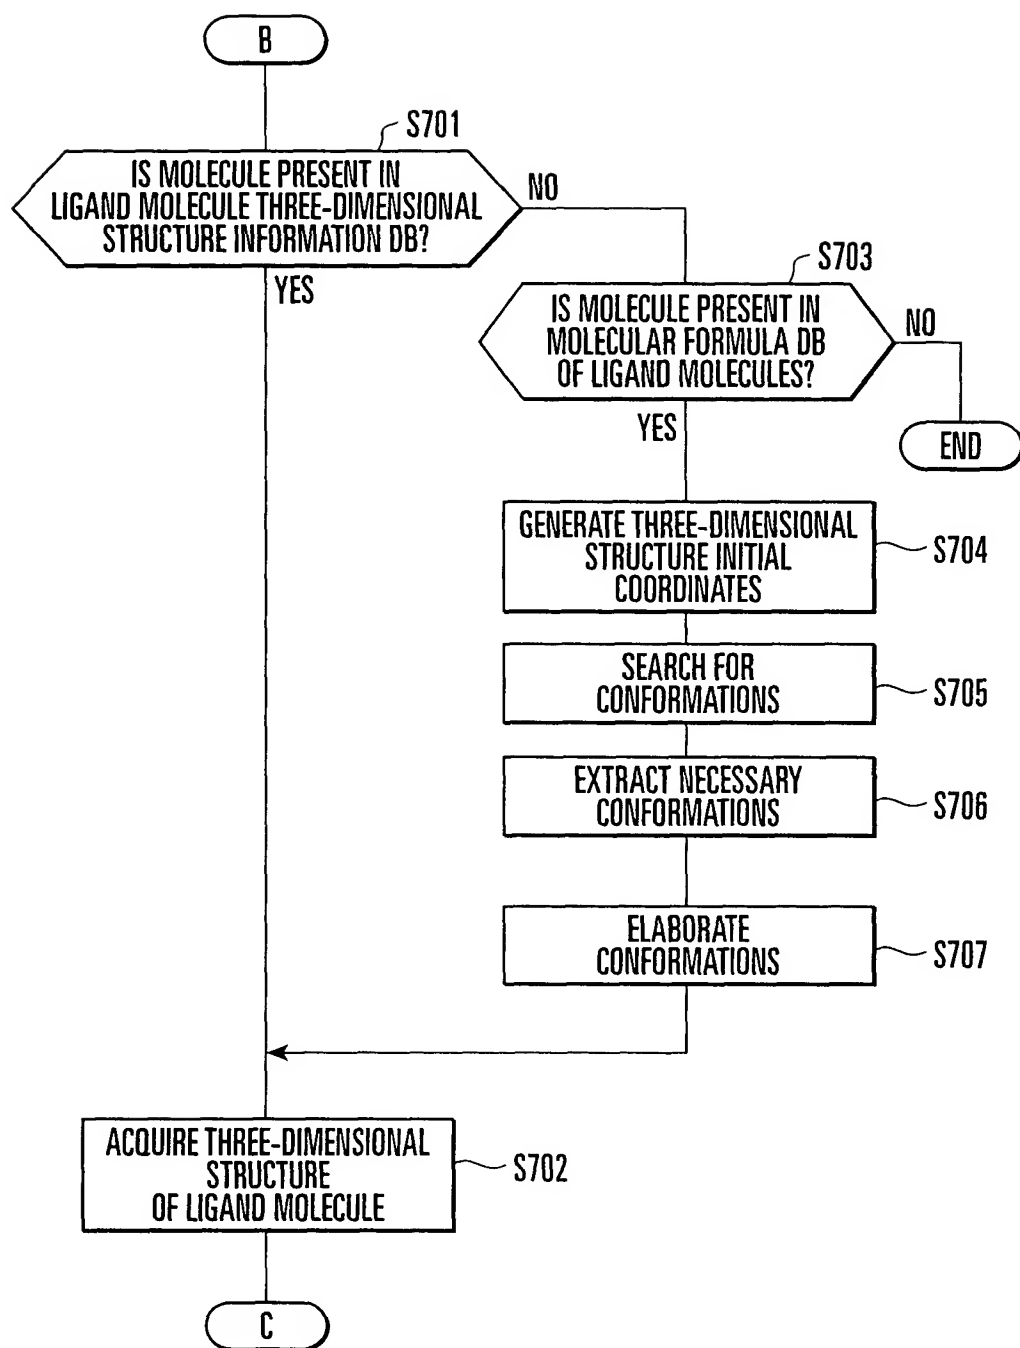 B
S701
IS MOLECULE PRESENT IN
LIGAND MOLECULE THREE-DIMENSIONAL
STRUCTURE INFORMATION DB?
NO
YES
S703
IS MOLECULE PRESENT IN
MOLECULAR FORMULA DB
OF LIGAND MOLECULES?
NO
YES
END
GENERATE THREE-DIMENSIONAL
STRUCTURE INITIAL
COORDINATES
S704
SEARCH FOR
CONFORMATIONS
S705
EXTRACT NECESSARY
CONFORMATIONS
S706
ELABORATE
CONFORMATIONS
S707
ACQUIRE THREE-DIMENSIONAL
STRUCTURE
OF LIGAND MOLECULE
S702
C